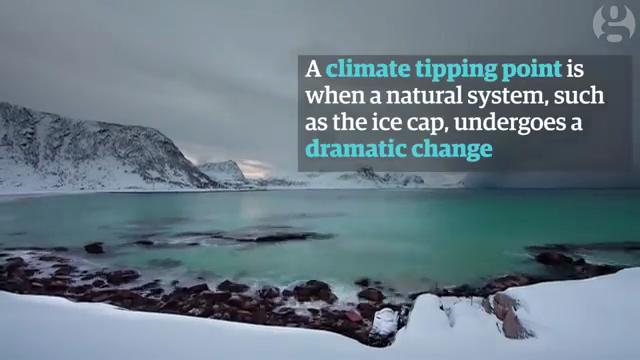 A climate tipping point is
when a natural system, such
as the ice cap, undergoes a
dramatic change